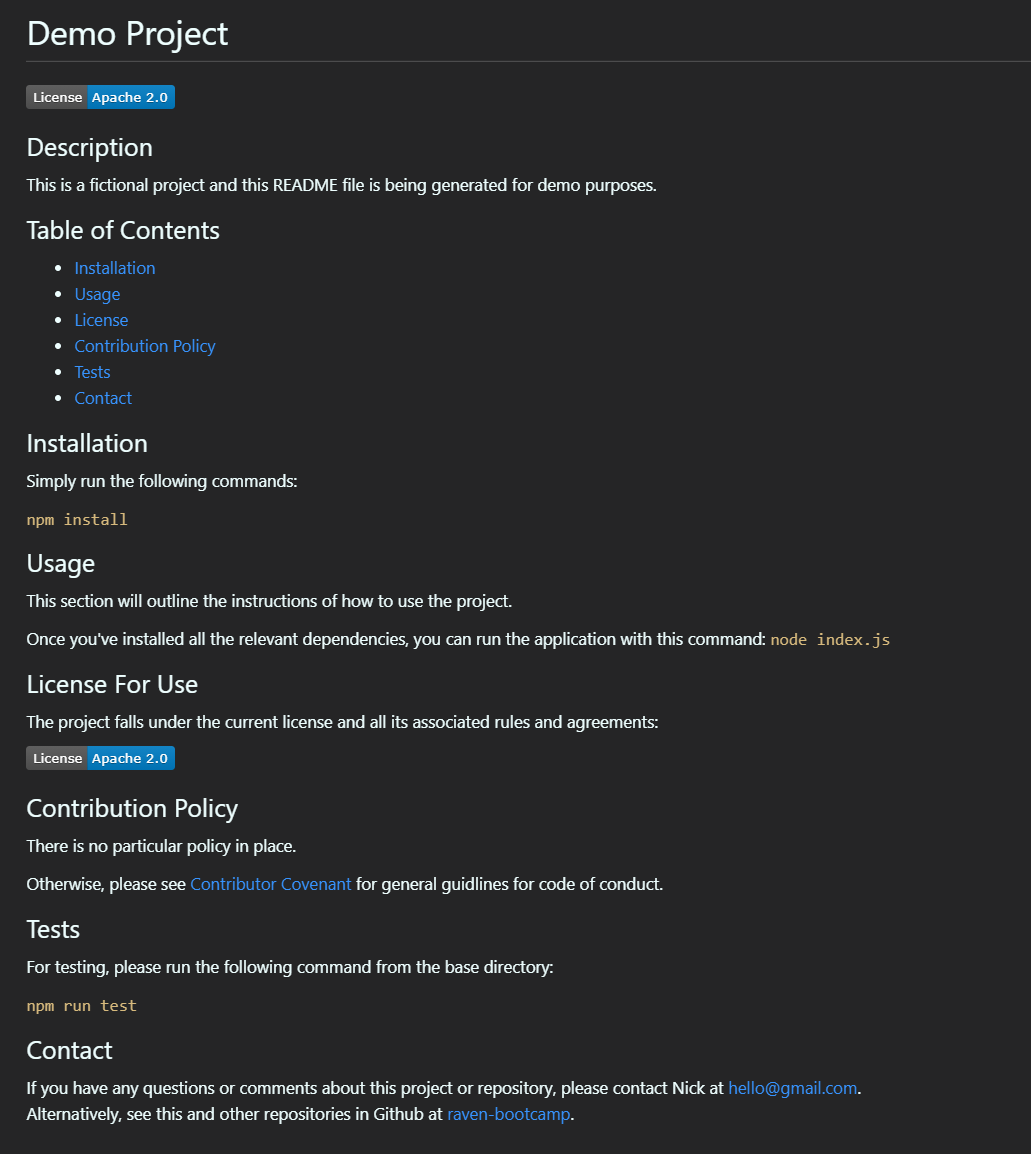 Demo Project
License Apache 2.0
Description
This is a fictional project and this README file is being generated for demo purposes.
Table of Contents
Installation
Usage
License
Contribution Policy
Tests
Contact
Installation
Simply run the following commands:
npm install
Usage
This section will outline the instructions of how to use the project.
Once you've installed all the relevant dependencies, you can run the application with this command: node index.js
License For Use
The project falls under the current license and all its associated rules and agreements:
License Apache 2.0
Contribution Policy
There is no particular policy in place.
Otherwise, please see Contributor Covenant for general guidlines for code of conduct.
Tests
For testing, please run the following command from the base directory:
npm run test
Contact
If you have any questions or comments about this project or repository, please contact Nick at hello@gmail.com.
Alternatively, see this and other repositories in Github at raven-bootcamp.